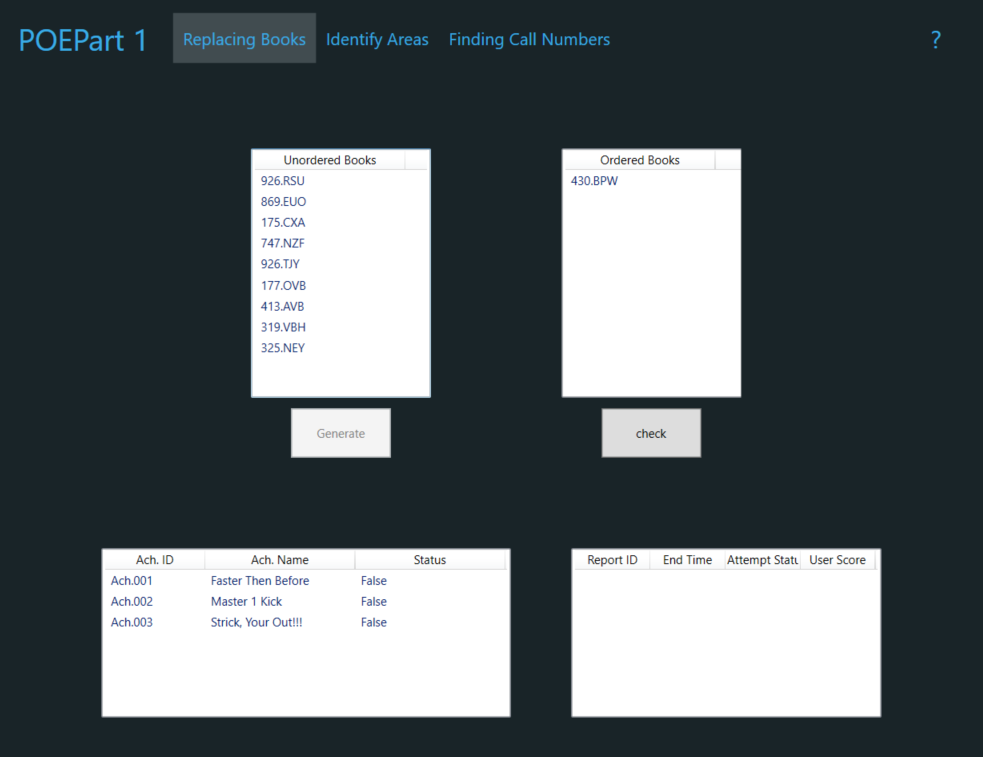 POEPart 1 Replacing Books Identify Areas Finding Call Numbers ?
Unordered Books
926.RSU
869.EUO
175.CXA
747.NZF
926.TJY
177.OVB
413.AVB
319.VBH
325.NEY
Generate
Ordered Books
430.BPW
check
Ach. ID Ach. Name Status
Ach.001 Faster Then Before False
Ach.002 Master 1 Kick False
Ach.003 Strick, Your Out!!! False
Report ID End Time Attempt Statu User Score